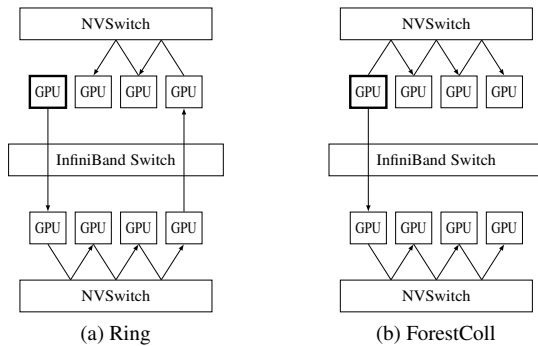 NVSwitch
GPU GPU GPU GPU
InfiniBand Switch
GPU GPU GPU GPU
NVSwitch
(a) Ring
NVSwitch
GPU GPU GPU GPU
InfiniBand Switch
GPU GPU GPU GPU
NVSwitch
(b) ForestColl